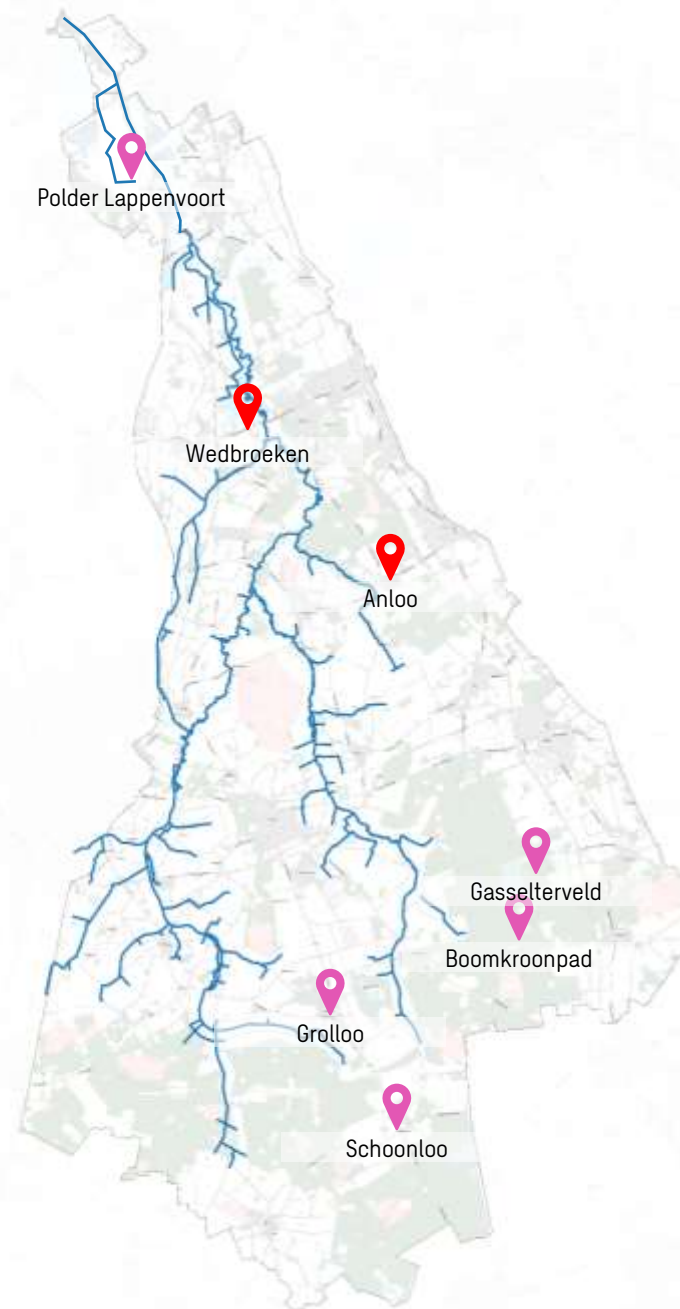 Polder Lappenvoort
Wedbroeken
Anloo
Gasselterveld
Boomkroonpad
Grolloo
Schoonloo